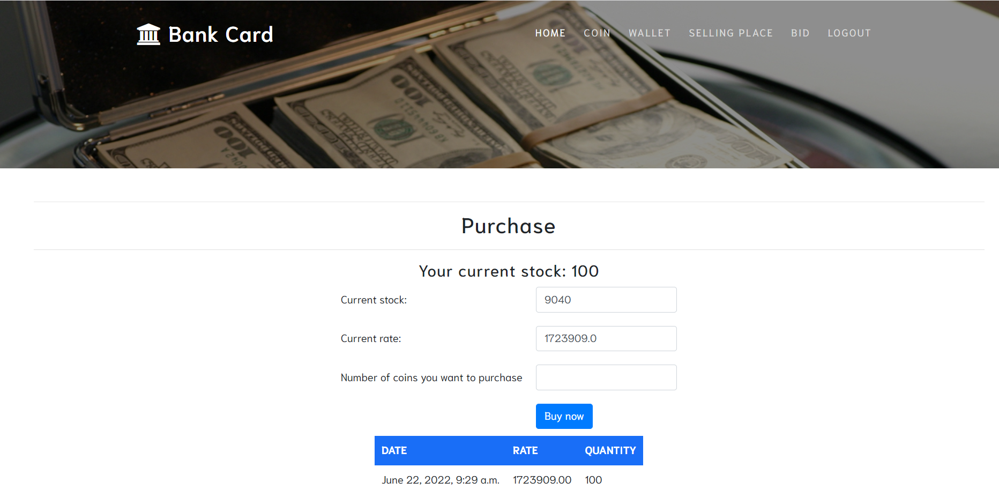 Bank Card
HOME COIN WALLET SELLING PLACE BID LOGOUT
Purchase
Your current stock: 100
Current stock: 9040
Current rate: 1723909.0
Number of coins you want to purchase
Buy now
DATE RATE QUANTITY
June 22, 2022, 9:29 a.m. 1723909.00 100